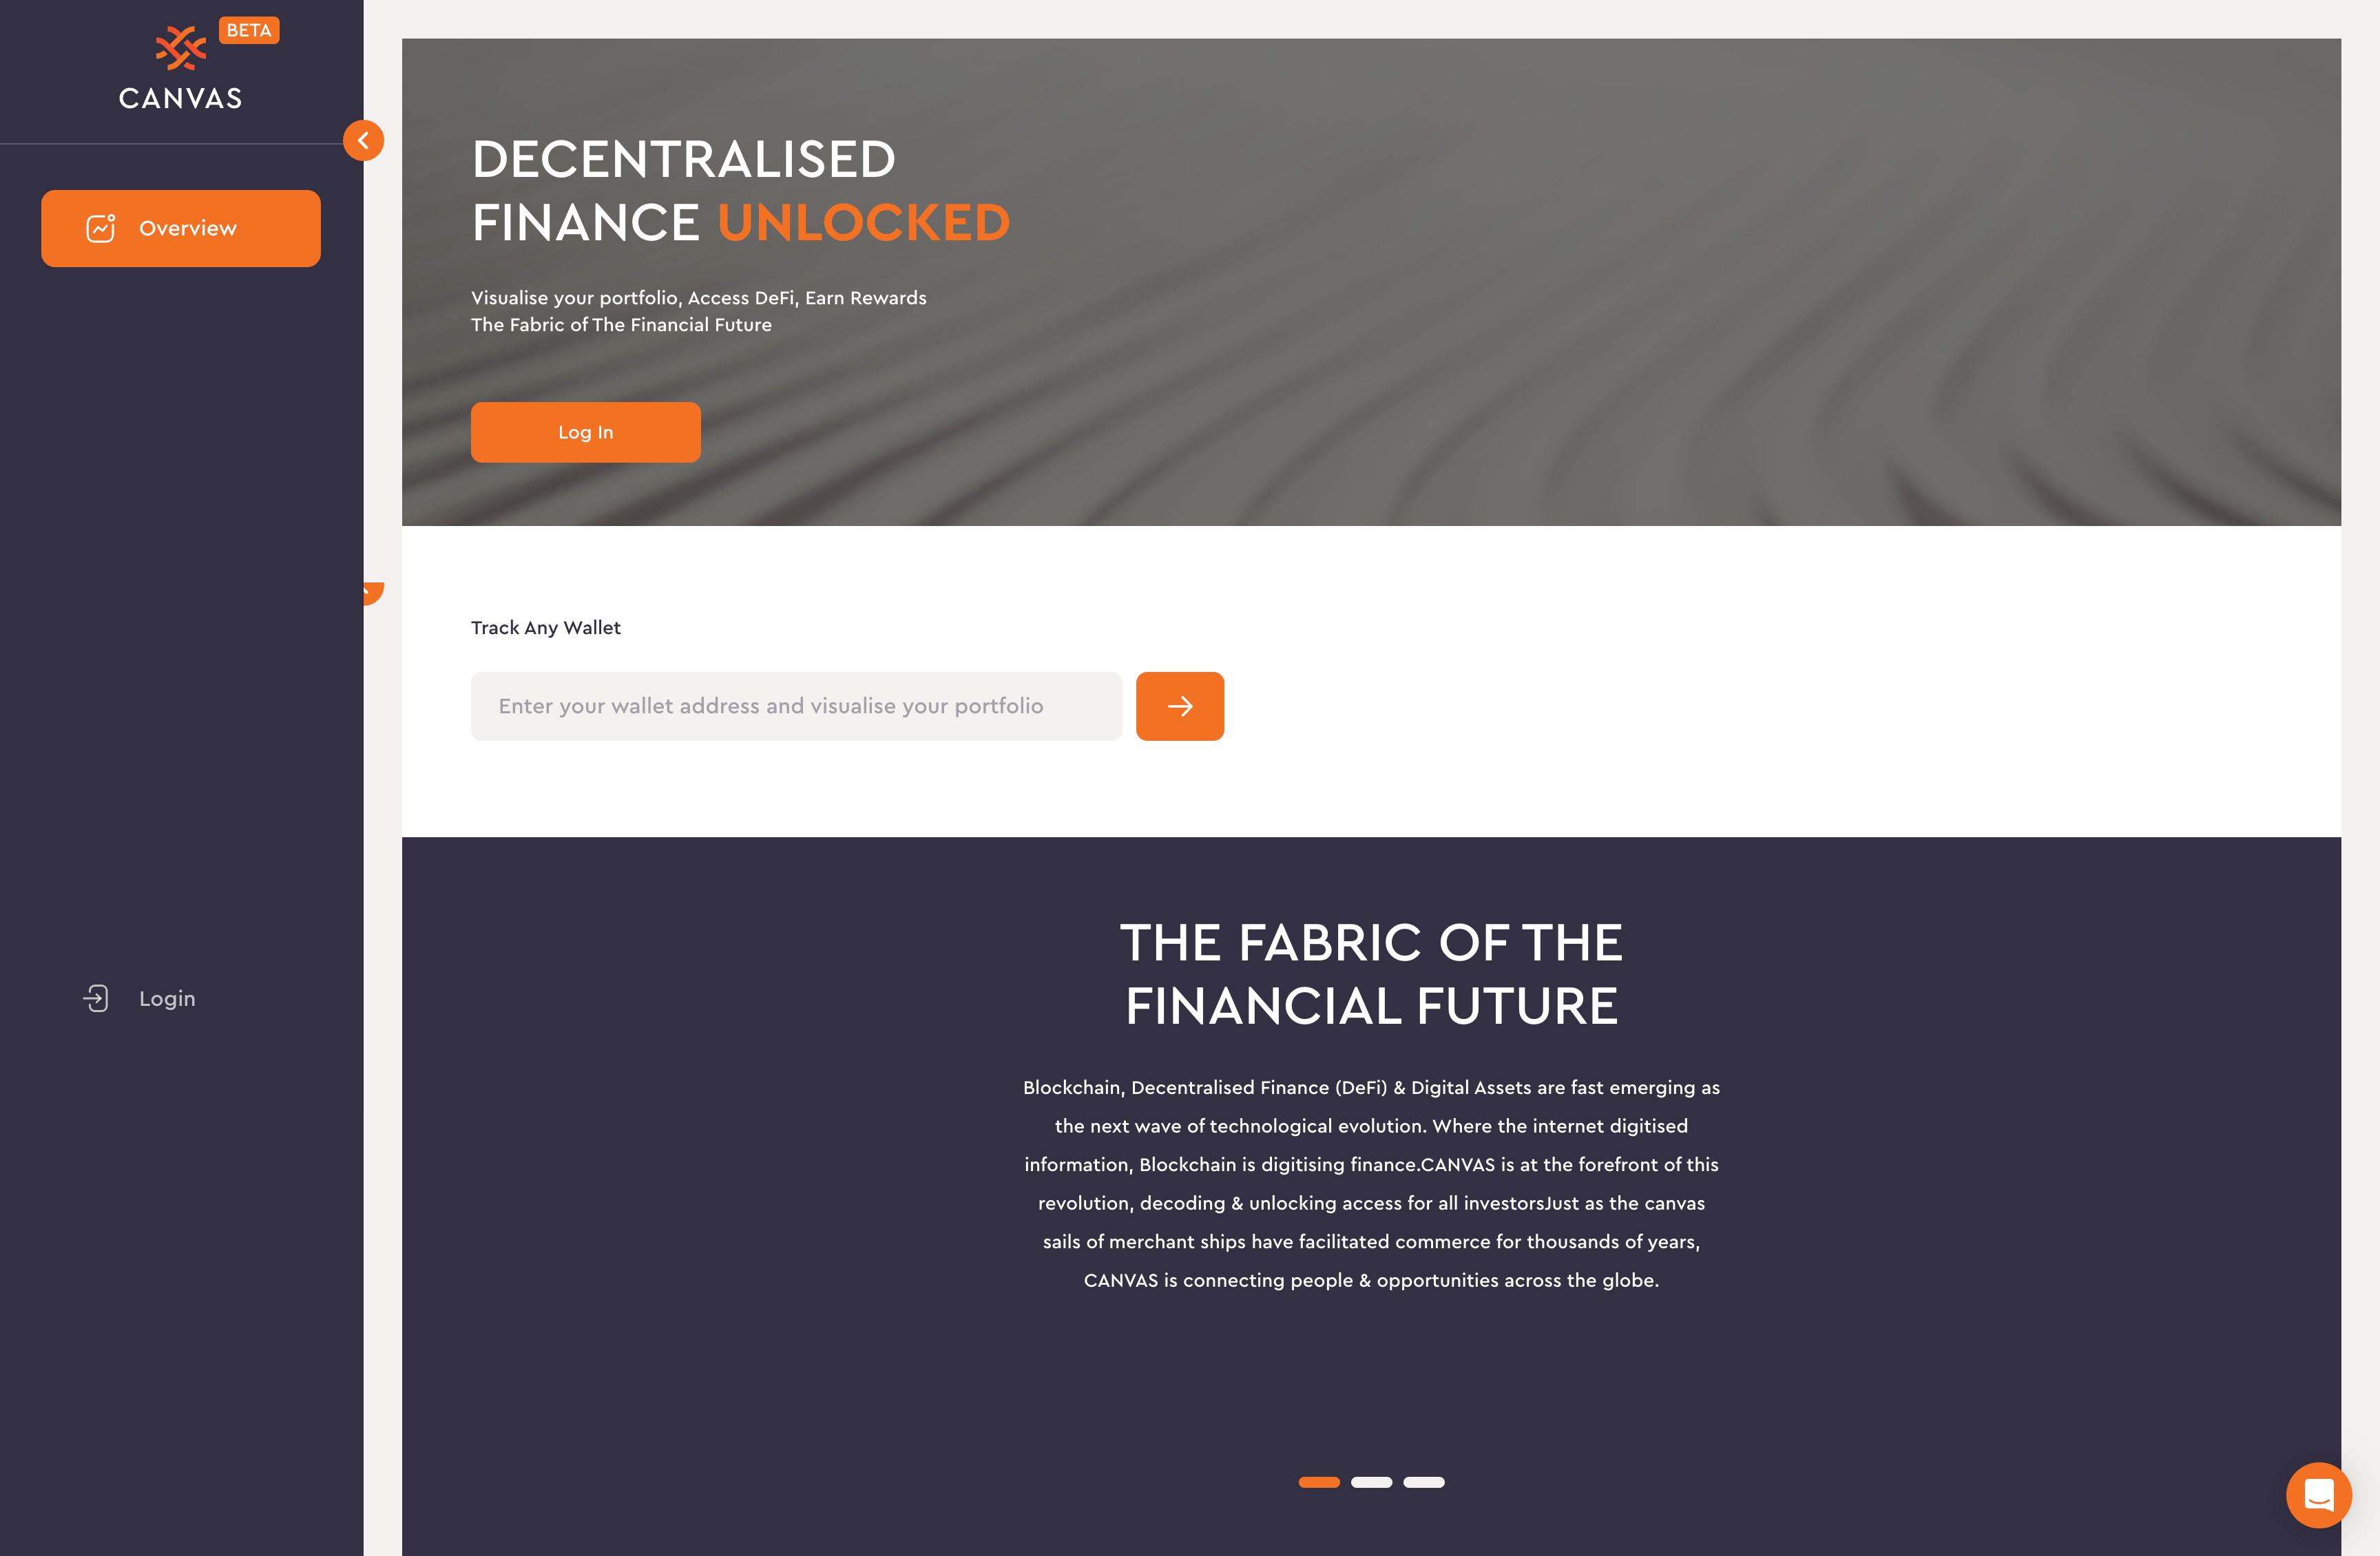 BETA
CANVAS
Overview
Login
DECENTRALISED
FINANCE UNLOCKED
Visualise your portfolio, Access DeFi, Earn Rewards
The Fabric of The Financial Future
Log In
Track Any Wallet
Enter your wallet address and visualise your portfolio
THE FABRIC OF THE
FINANCIAL FUTURE
Blockchain, Decentralised Finance (DeFi) & Digital Assets are fast emerging as
the next wave of technological evolution. Where the internet digitised
information, Blockchain is digitising finance.CANVAS is at the forefront of this
revolution, decoding & unlocking access for all investorsJust as the canvas
sails of merchant ships have facilitated commerce for thousands of years,
CANVAS is connecting people & opportunities across the globe.